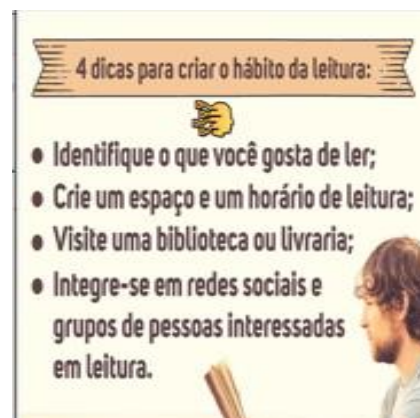 4 dicas para criar o hábito da leitura:
• Identifique o que você gosta de ler;
• Crie um espaço e um horário de leitura;
• Visite uma biblioteca ou livraria;
• Integre-se em redes sociais e
grupos de pessoas interessadas
em leitura.